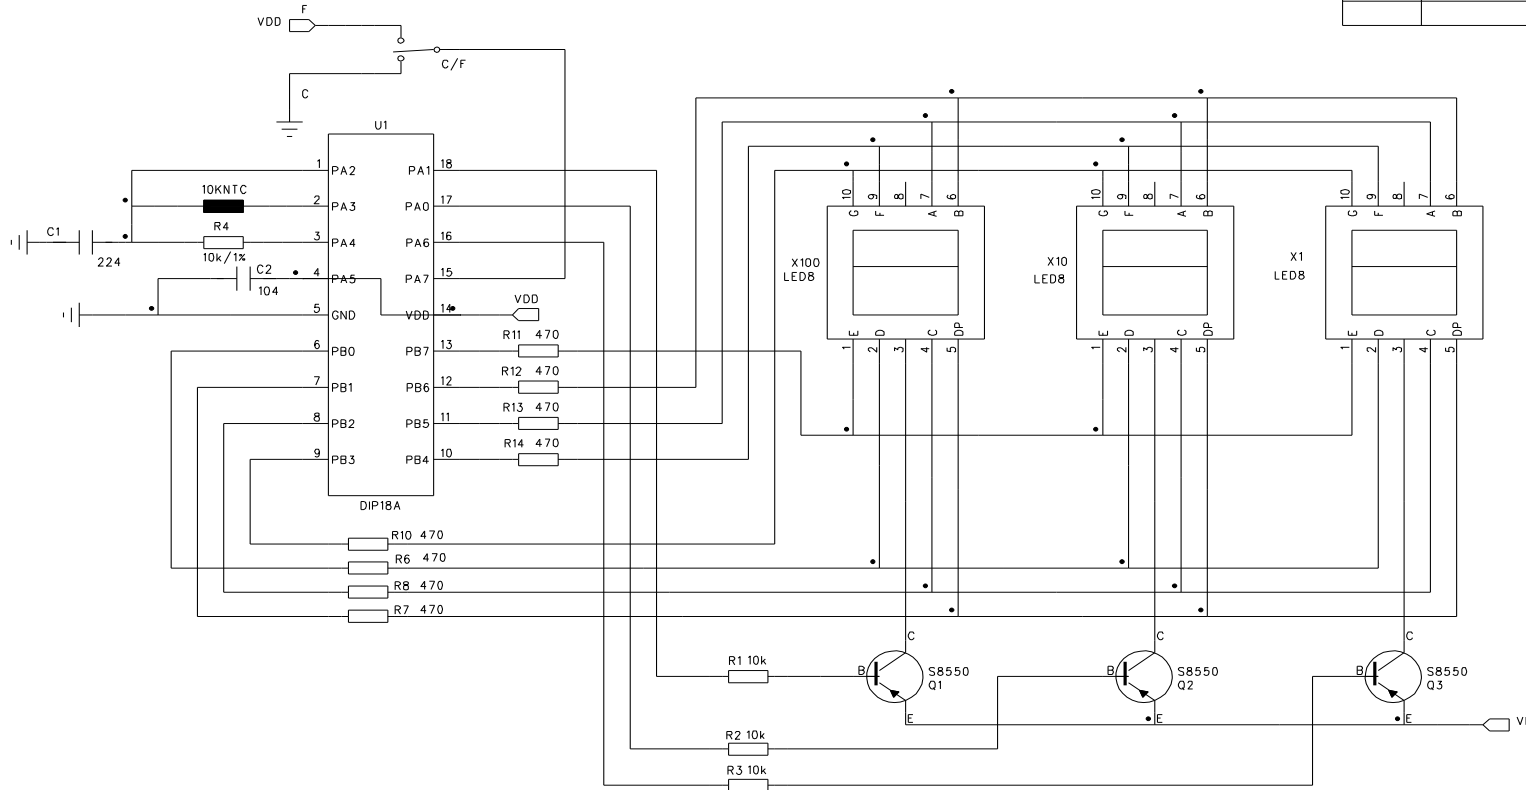 F
VDD
C/F
C
U1
1 PA2 PA1 18
10KNTC
2 PA3 PA0 17
R4
C1
3 PA4 PA6 16
10k/1%
224
C2
4 PA5 PA7 15
104
VDD
5 GND VDD 14
R11 470
6 PB0 PB7 13
R12 470
7 PB1 PB6 12
R13 470
8 PB2 PB5 11
R14 470
9 PB3 PB4 10
DIP18A
10 9 8 7 6
G F A B
X100
LED8
E D C DP
1 2 3 4 5
10 9 8 7 6
G F A B
X10
LED8
E D C DP
1 2 3 4 5
10 9 8 7 6
G F A B
X1
LED8
E D C DP
1 2 3 4 5
R10 470
R6 470
R8 470
R7 470
C C C
R1 10k
B S8550
Q1
E
B S8550
Q2
E
B S8550
Q3
E
R2 10k
R3 10k